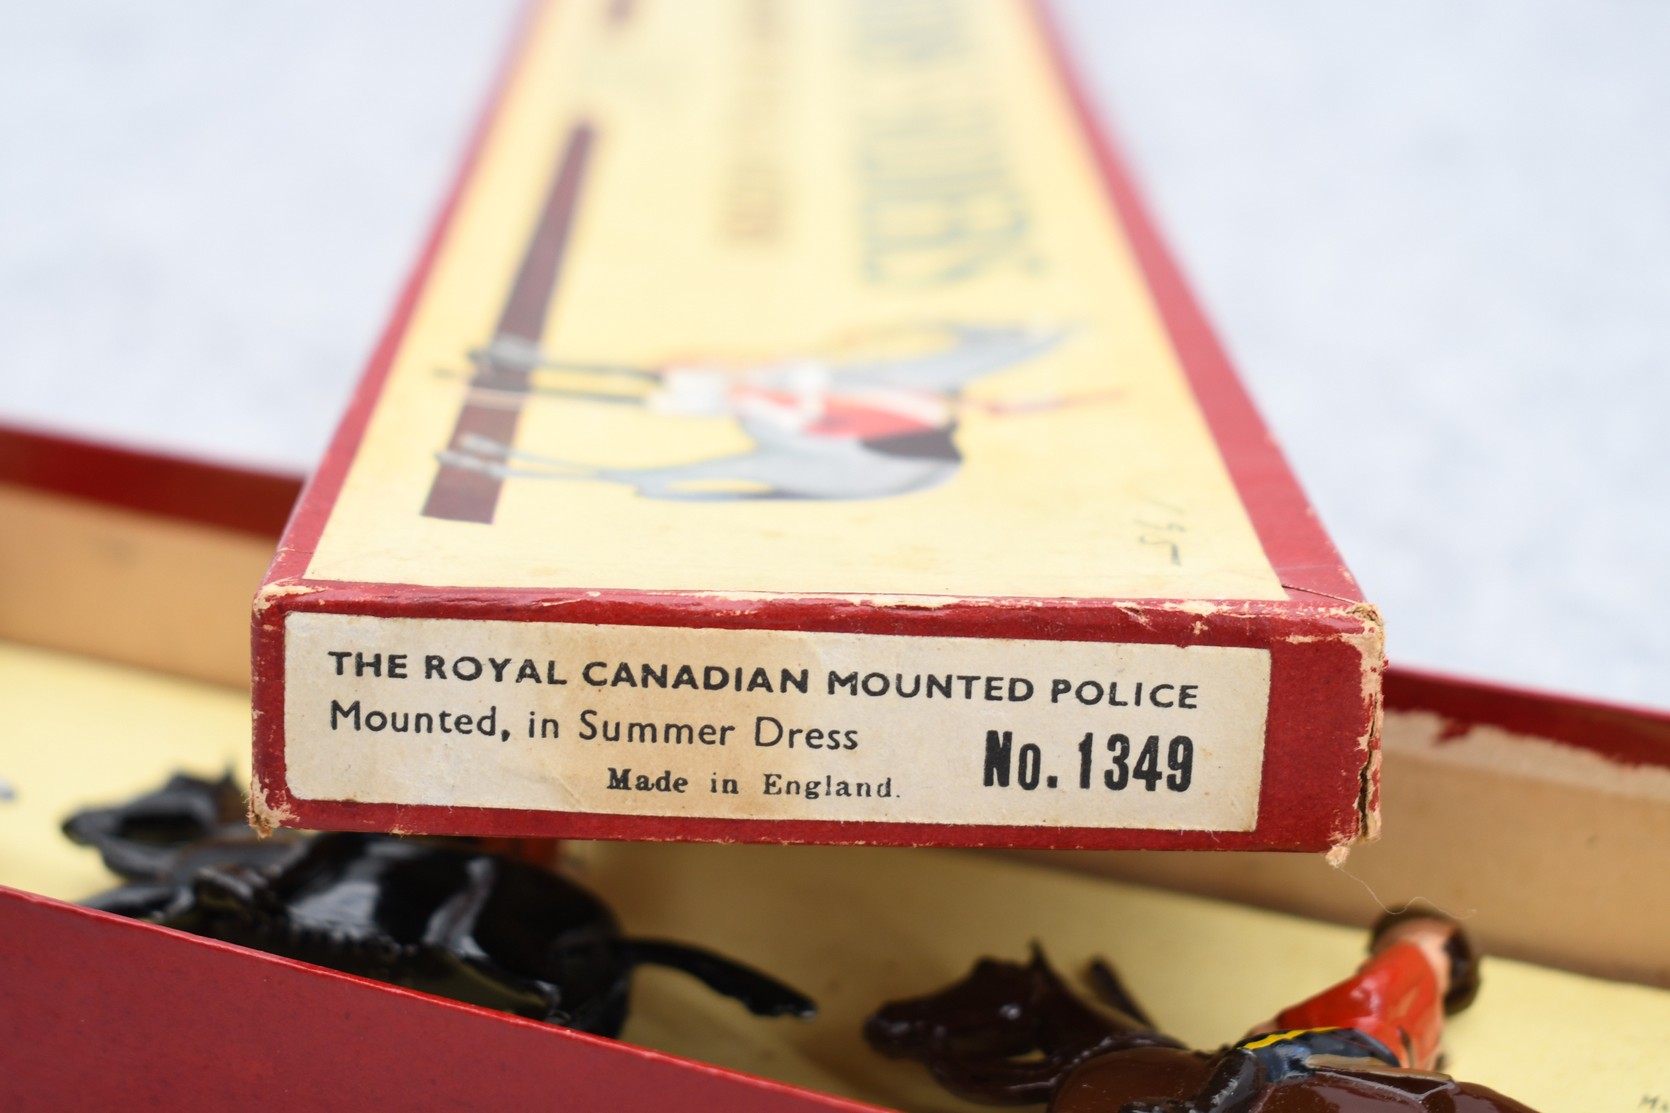 THE ROYAL CANADIAN MOUNTED POLICE
Mounted, in Summer Dress
No. 1349
Made in England.